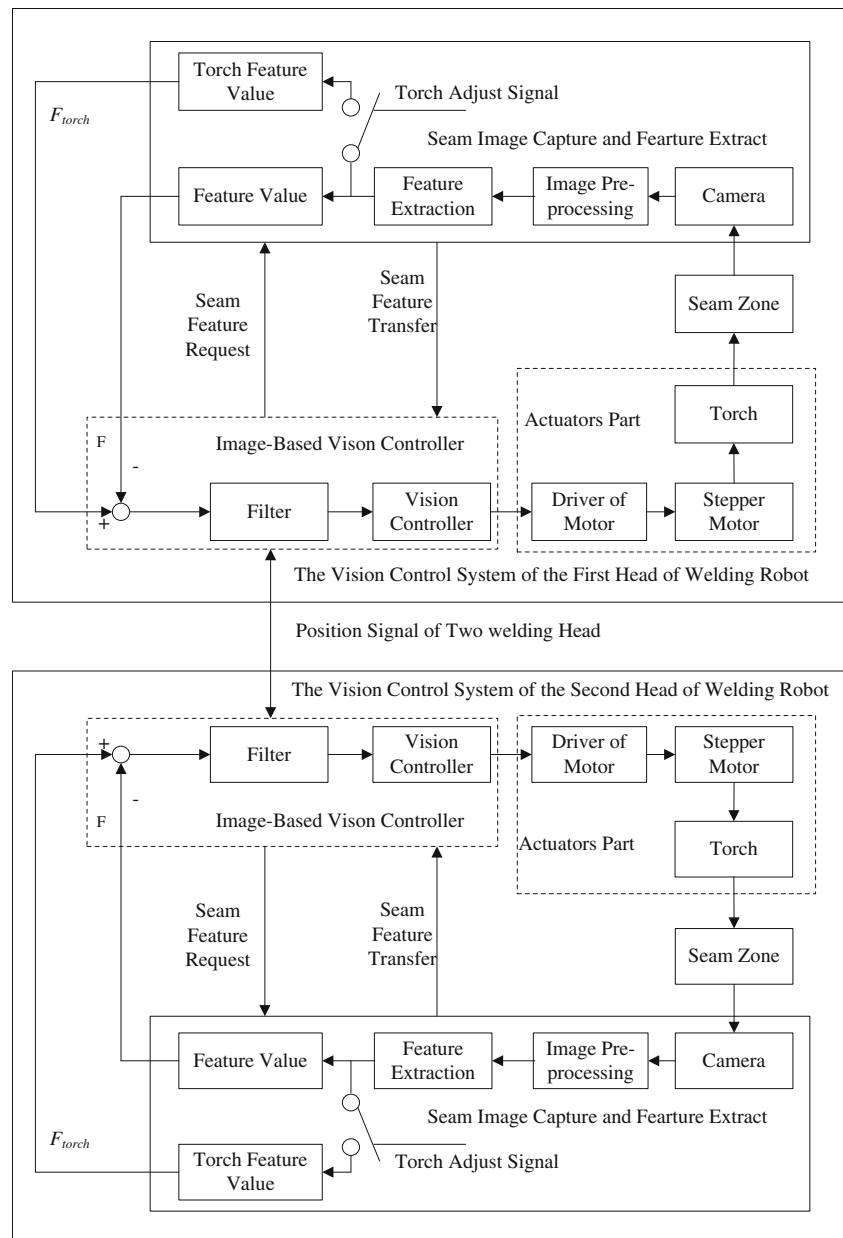 Torch Feature
Value
Torch Adjust Signal
F_torch
Seam Image Capture and Fearture Extract
Feature Value
Feature
Extraction
Image Pre-
processing
Camera
Seam
Feature
Request
Seam
Feature
Transfer
Seam Zone
Actuators Part
Torch
F
Image-Based Vison Controller
-
+
Filter
Vision
Controller
Driver of
Motor
Stepper
Motor
The Vision Control System of the First Head of Welding Robot
Position Signal of Two welding Head
The Vision Control System of the Second Head of Welding Robot
+
Filter
Vision
Controller
Driver of
Motor
Stepper
Motor
-
F
Image-Based Vison Controller
Actuators Part
Torch
Seam
Feature
Request
Seam
Feature
Transfer
Seam Zone
Feature Value
Feature
Extraction
Image Pre-
processing
Camera
Seam Image Capture and Fearture Extract
F_torch
Torch Feature
Value
Torch Adjust Signal